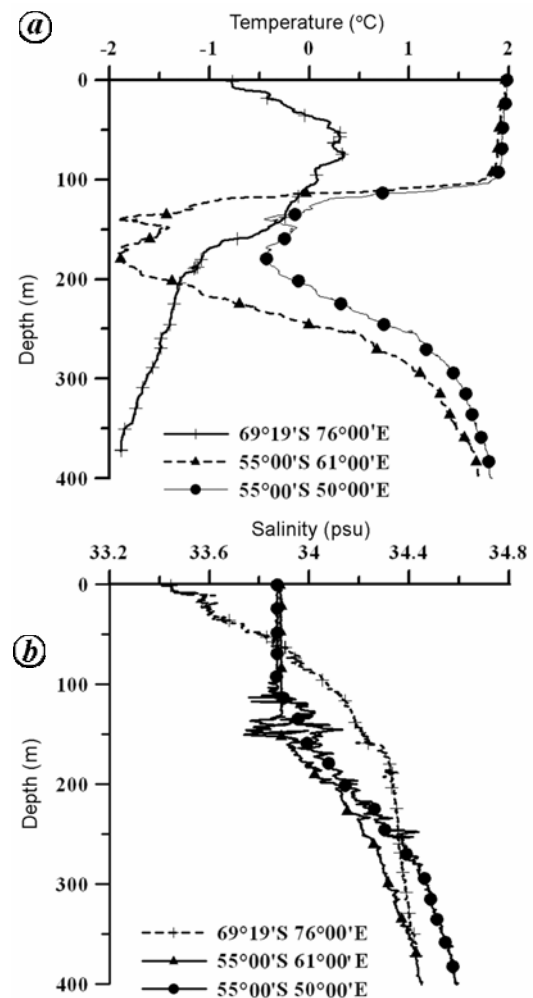 a
Temperature (°C)
-2 -1 0 1 2
0
100
200
300
400
Depth (m)
69°19'S 76°00'E
55°00'S 61°00'E
55°00'S 50°00'E
b
Salinity (psu)
33.2 33.6 34 34.4 34.8
0
100
200
300
400
Depth (m)
69°19'S 76°00'E
55°00'S 61°00'E
55°00'S 50°00'E